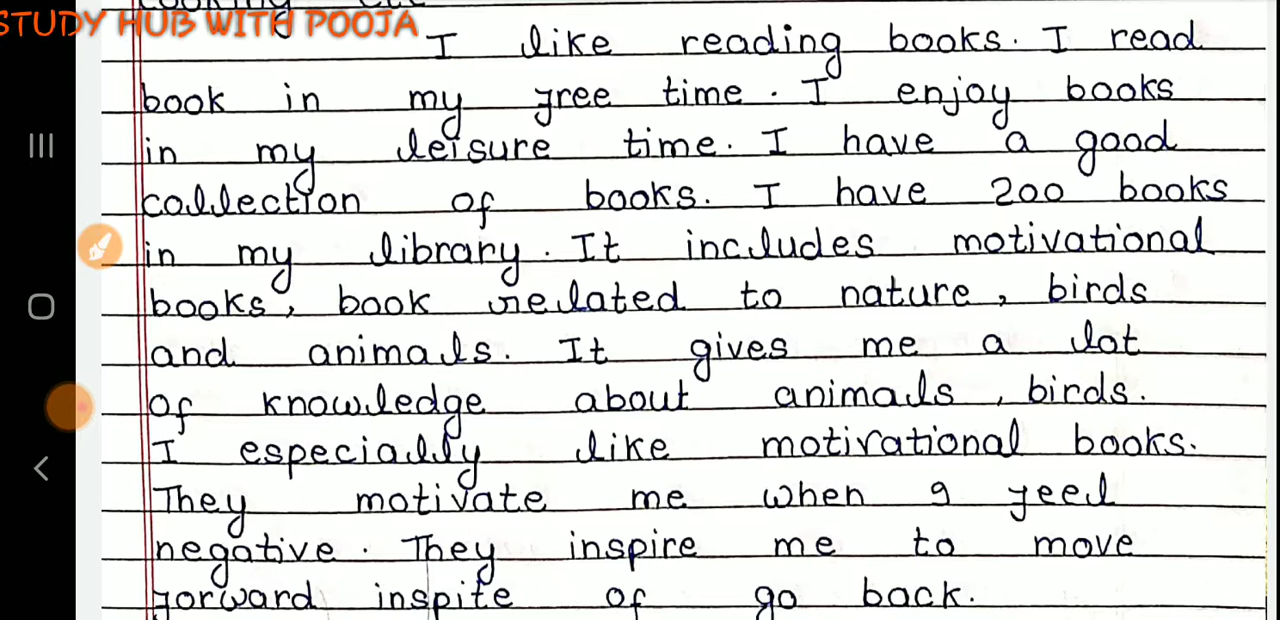 cooking etc
STUDY HUB WITH POOJA
I like reading books. I read
book in my free time. I enjoy books
in my leisure time. I have a good
collection of books. I have 200 books
in my library. It includes motivational
books, book related to nature, birds
and animals. It gives me a lot
of knowledge about animals, birds.
I especially like motivational books.
They motivate me when I feel
negative. They inspire me to move
forward inspite of go back.